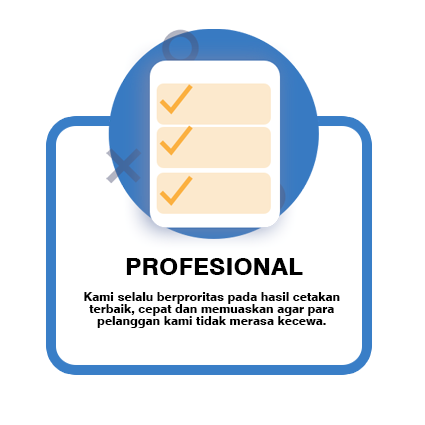 PROFESIONAL
Kami selalu berproritas pada hasil cetakan
terbaik, cepat dan memuaskan agar para
pelanggan kami tidak merasa kecewa.